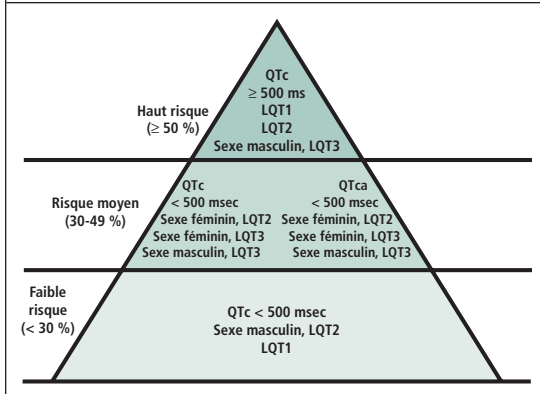 QTc
≥ 500 ms
LQT1
LQT2
Sexe masculin, LQT3
Haut risque
(≥ 50 %)
Risque moyen
(30-49 %)
QTc
< 500 msec
Sexe féminin, LQT2
Sexe féminin, LQT3
Sexe masculin, LQT3
QTca
< 500 msec
Sexe féminin, LQT2
Sexe féminin, LQT3
Sexe masculin, LQT3
Faible
risque
(< 30 %)
QTc < 500 msec
Sexe masculin, LQT2
LQT1